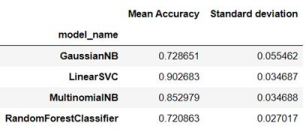 Mean Accuracy Standard deviation
model_name
GaussianNB 0.728651 0.055462
LinearSVC 0.902683 0.034687
MultinomialNB 0.852979 0.034688
RandomForestClassifier 0.720863 0.027017